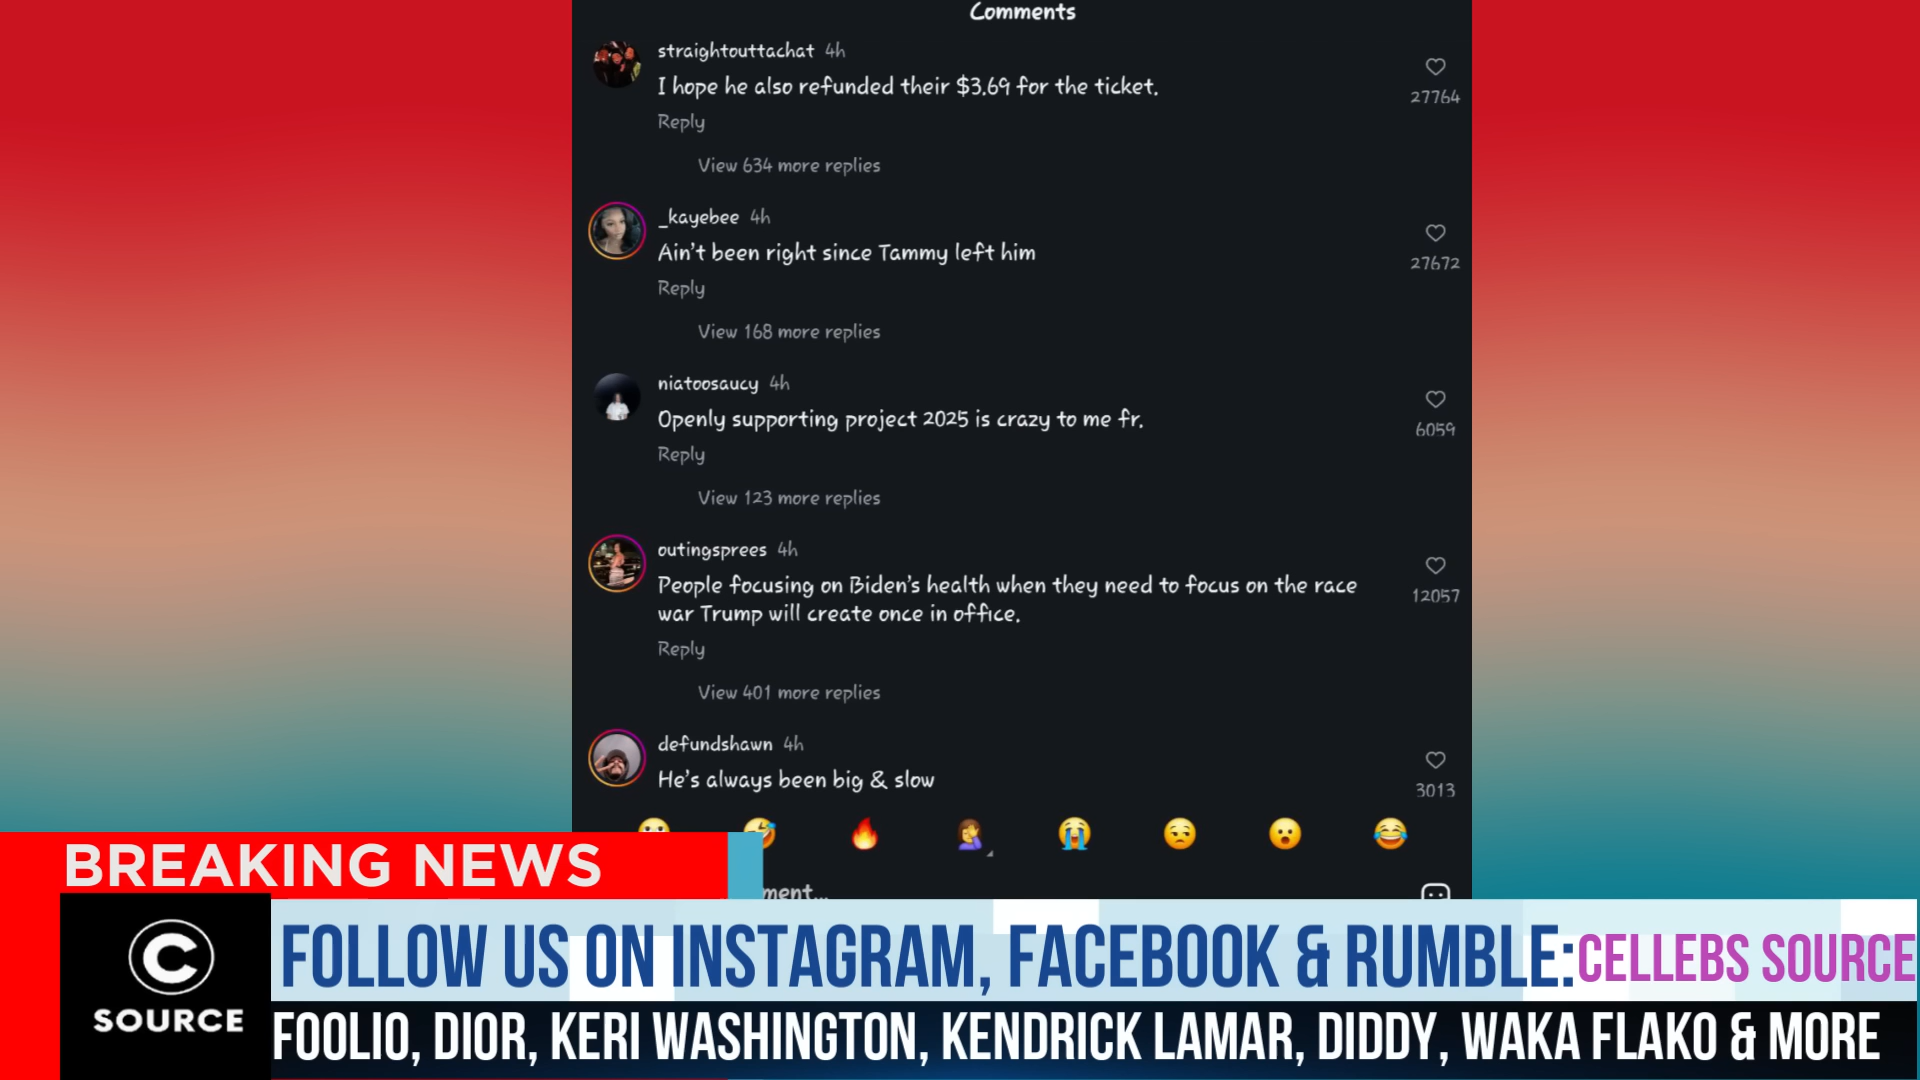 Comments
straightouttachat 4h
I hope he also refunded their $3.69 for the ticket.
27764
Reply
View 634 more replies
_kayebee 4h
Ain't been right since Tammy left him
27672
Reply
View 168 more replies
niatoosaucy 4h
Openly supporting project 2025 is crazy to me fr.
6059
Reply
View 123 more replies
outingsprees 4h
People focusing on Biden's health when they need to focus on the race
war Trump will create once in office.
12057
Reply
View 401 more replies
defundshawn 4h
He's always been big & slow
3013
BREAKING NEWS
C
SOURCE
FOLLOW US ON INSTAGRAM, FACEBOOK & RUMBLE:CELLEBS SOURCE
FOOLIO, DIOR, KERI WASHINGTON, KENDRICK LAMAR, DIDDY, WAKA FLAKO & MORE